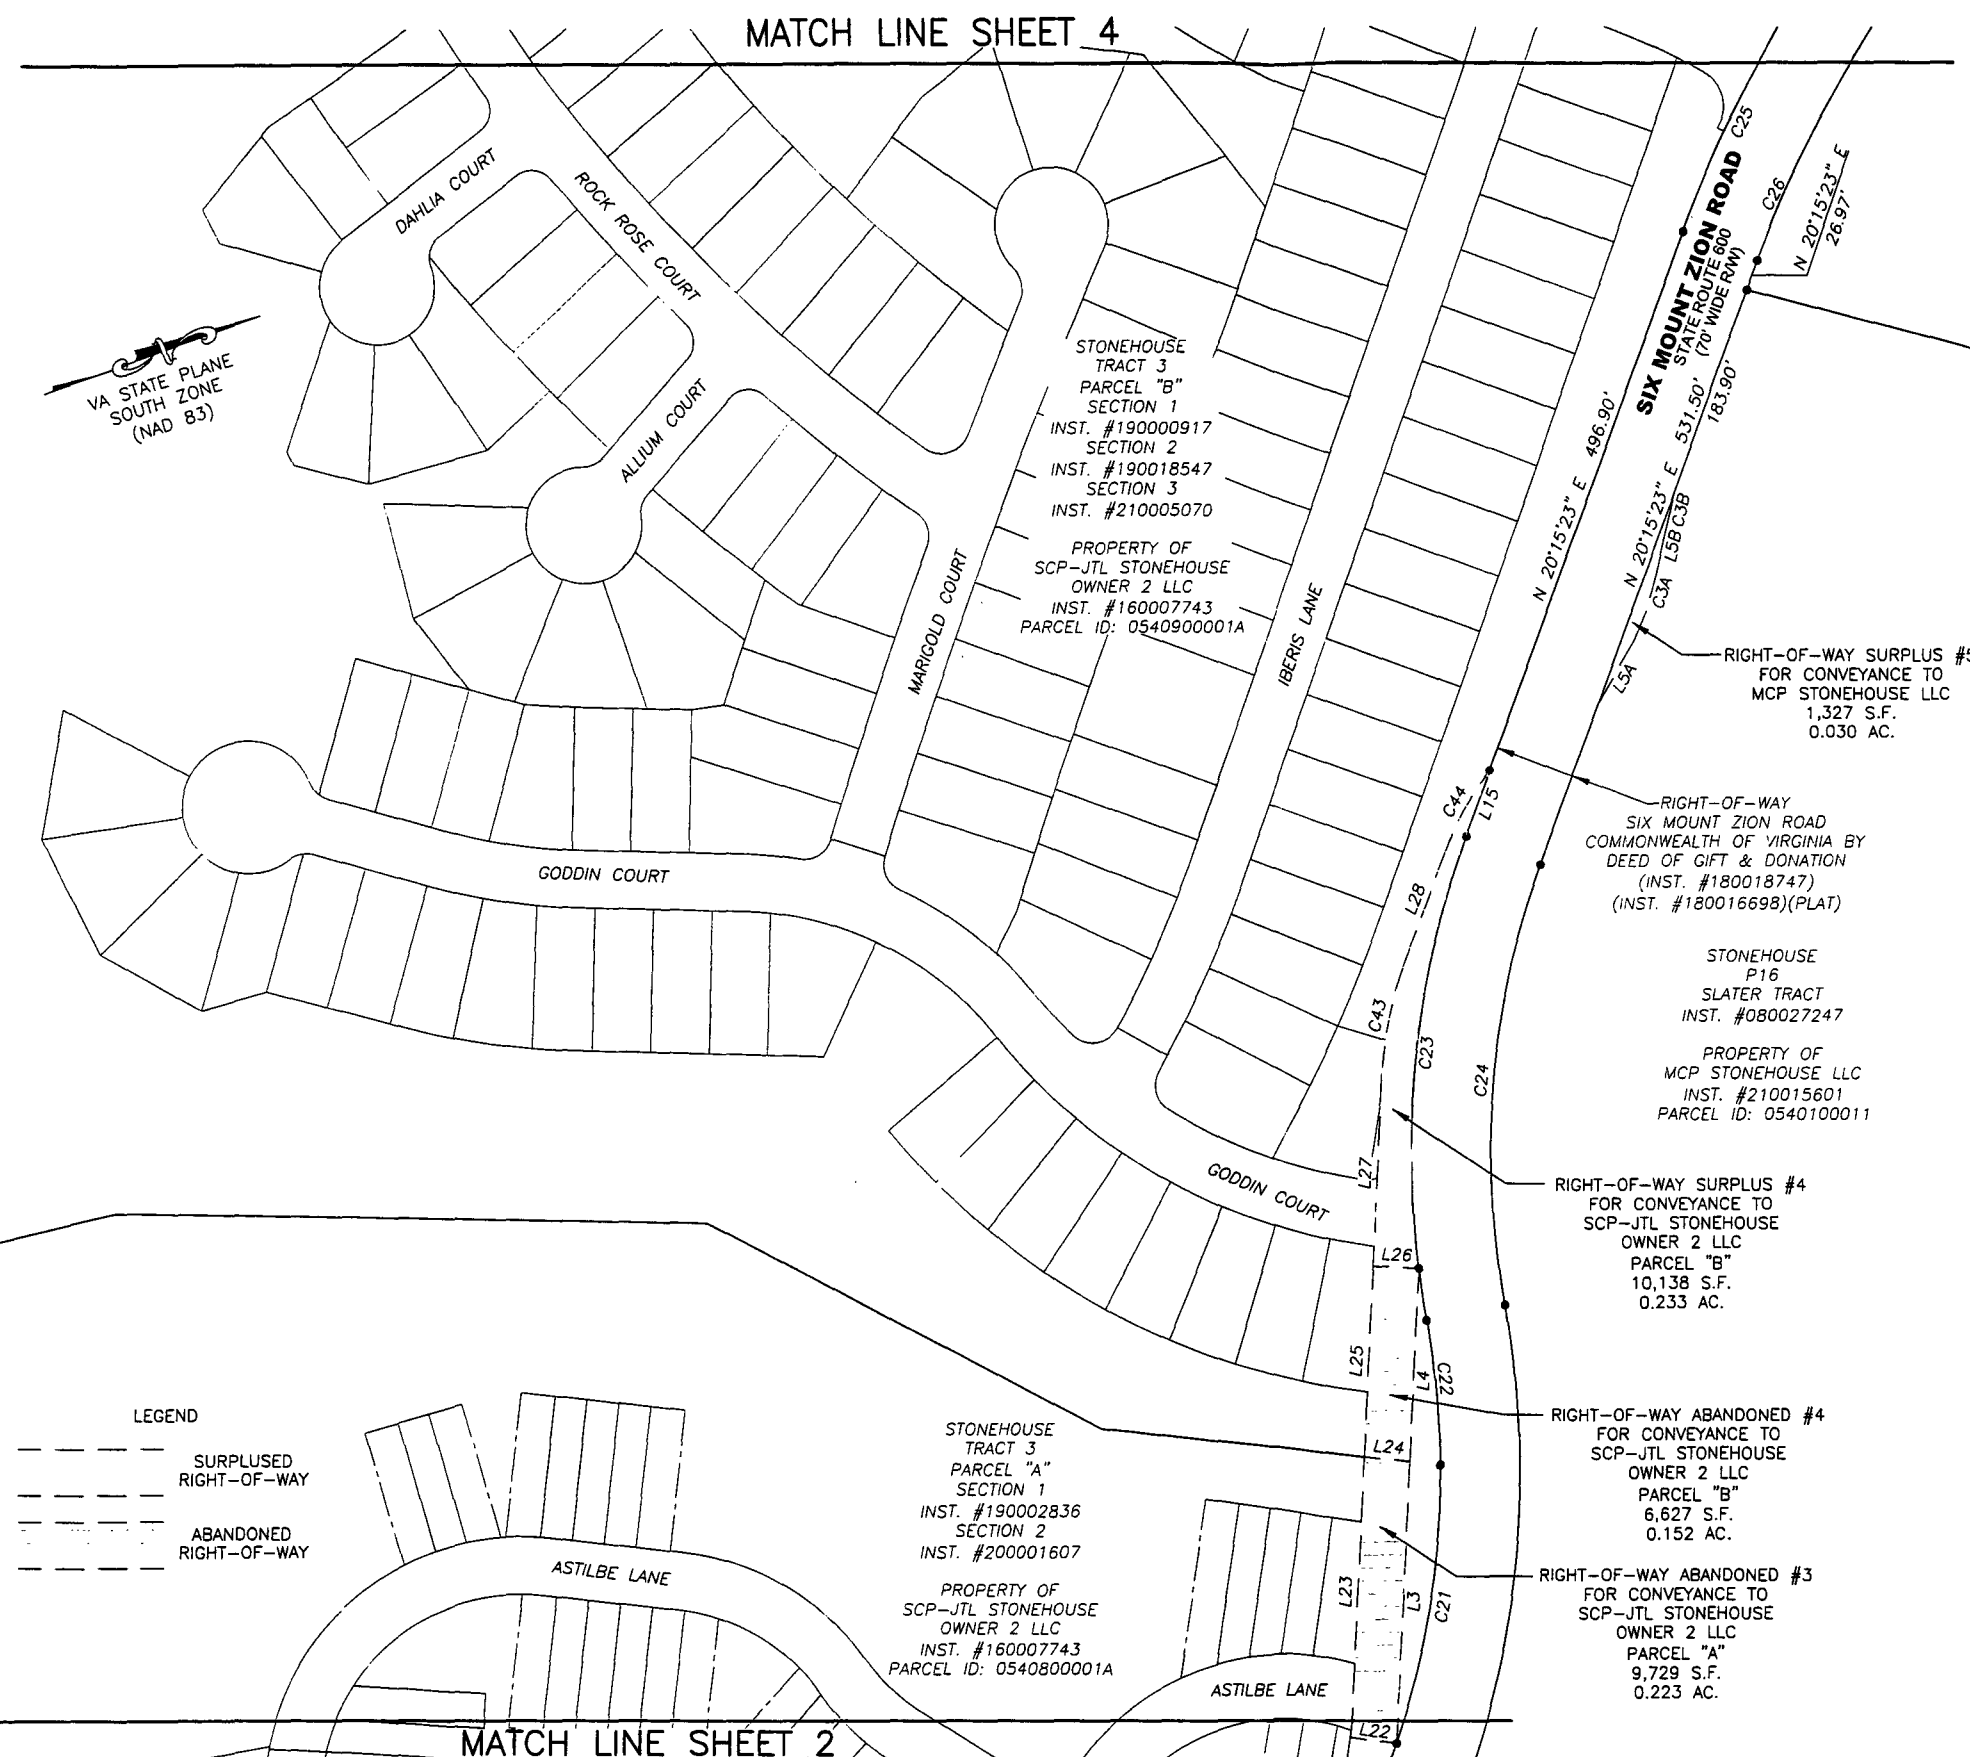 MATCH LINE SHEET 4
DAHLIA COURT
ROCK ROSE COURT
C25
C26
N 20°15'23" E
26.97'
SIX MOUNT ZION ROAD
STATE ROUTE 600
(70' WIDE R/W)
VA STATE PLANE
SOUTH ZONE
(NAD 83)
ALLIUM COURT
STONEHOUSE
TRACT 3
PARCEL "B"
SECTION 1
INST. #190000917
SECTION 2
INST. #190018547
SECTION 3
INST. #210005070
PROPERTY OF
SCP-JTL STONEHOUSE
OWNER 2 LLC
INST. #160007743
PARCEL ID: 0540900001A
MARIGOLD COURT
IBERIS LANE
N 20°15'23" E 496.90'
N 20°15'23" E 531.50'
183.90'
C3A L5B C3B
L5A
RIGHT-OF-WAY SURPLUS #5
FOR CONVEYANCE TO
MCP STONEHOUSE LLC
1,327 S.F.
0.030 AC.
C44
L15
RIGHT-OF-WAY
SIX MOUNT ZION ROAD
COMMONWEALTH OF VIRGINIA BY
DEED OF GIFT & DONATION
(INST. #180018747)
(INST. #180016698)(PLAT)
GODDIN COURT
L28
STONEHOUSE
P16
SLATER TRACT
INST. #080027247
C43
C23
C24
PROPERTY OF
MCP STONEHOUSE LLC
INST. #210015601
PARCEL ID: 0540100011
L27
GODDIN COURT
RIGHT-OF-WAY SURPLUS #4
FOR CONVEYANCE TO
SCP-JTL STONEHOUSE
OWNER 2 LLC
PARCEL "B"
10,138 S.F.
0.233 AC.
L26
L25
L4
C22
LEGEND
SURPLUSED
RIGHT-OF-WAY
ABANDONED
RIGHT-OF-WAY
RIGHT-OF-WAY ABANDONED #4
FOR CONVEYANCE TO
SCP-JTL STONEHOUSE
OWNER 2 LLC
PARCEL "B"
6,627 S.F.
0.152 AC.
L24
STONEHOUSE
TRACT 3
PARCEL "A"
SECTION 1
INST. #190002836
SECTION 2
INST. #200001607
PROPERTY OF
SCP-JTL STONEHOUSE
OWNER 2 LLC
INST. #160007743
PARCEL ID: 0540800001A
ASTILBE LANE
L23
L3
C21
RIGHT-OF-WAY ABANDONED #3
FOR CONVEYANCE TO
SCP-JTL STONEHOUSE
OWNER 2 LLC
PARCEL "A"
9,729 S.F.
0.223 AC.
ASTILBE LANE
L22
MATCH LINE SHEET 2